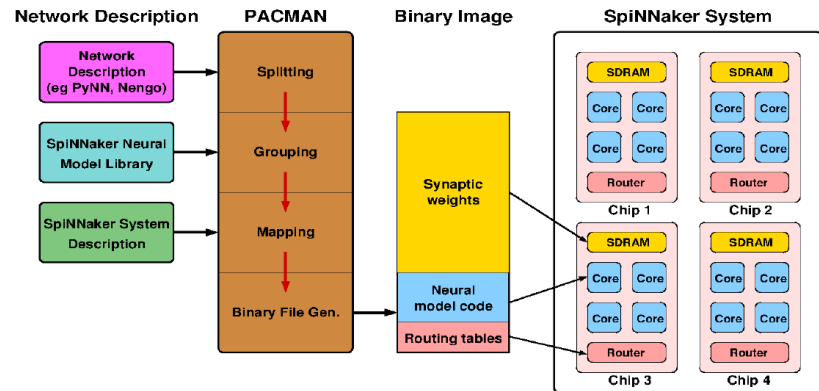 Network Description
PACMAN
Binary Image
SpiNNaker System
Network
Description
(eg PyNN, Nengo)
SpiNNaker Neural
Model Library
SpiNNaker System
Description
Splitting
Grouping
Mapping
Binary File Gen.
Synaptic
weights
Neural
model code
Routing tables
SDRAM
Core Core
Core Core
Router
Chip 1
SDRAM
Core Core
Core Core
Router
Chip 2
SDRAM
Core Core
Core Core
Router
Chip 3
SDRAM
Core Core
Core Core
Router
Chip 4